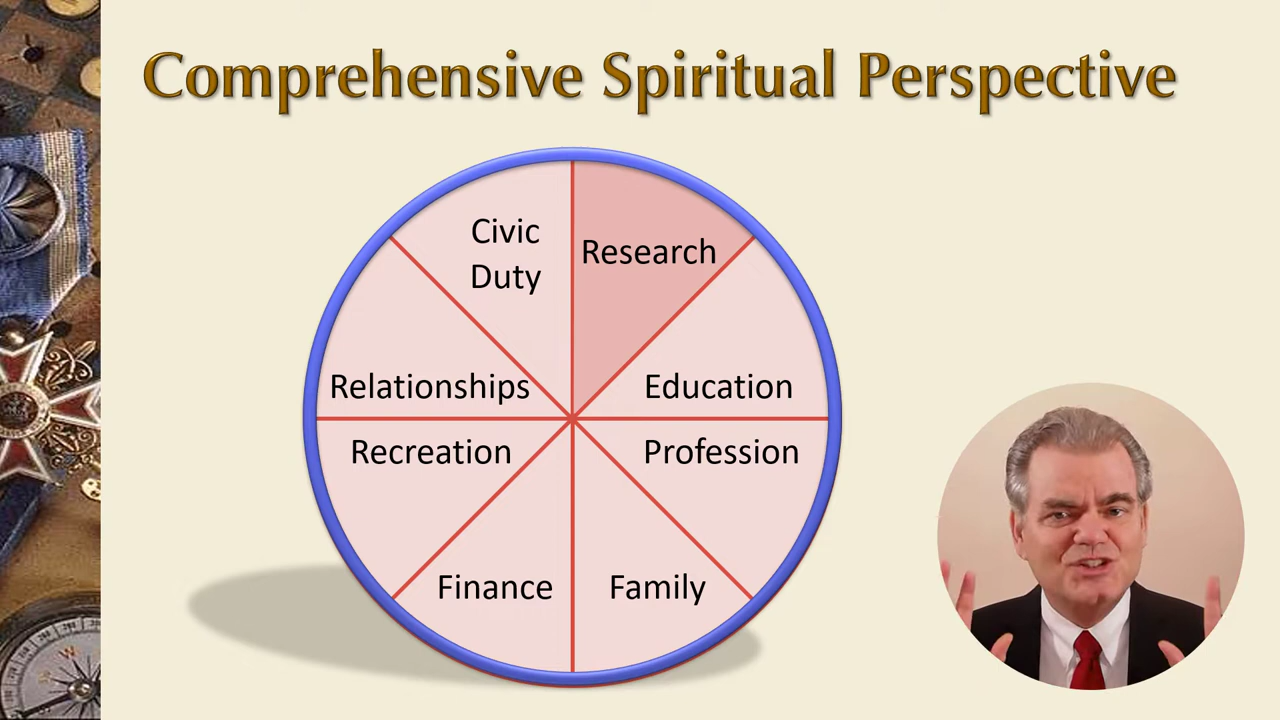 Comprehensive Spiritual Perspective
Civic
Duty
Research
Relationships
Education
Recreation
Profession
Finance
Family